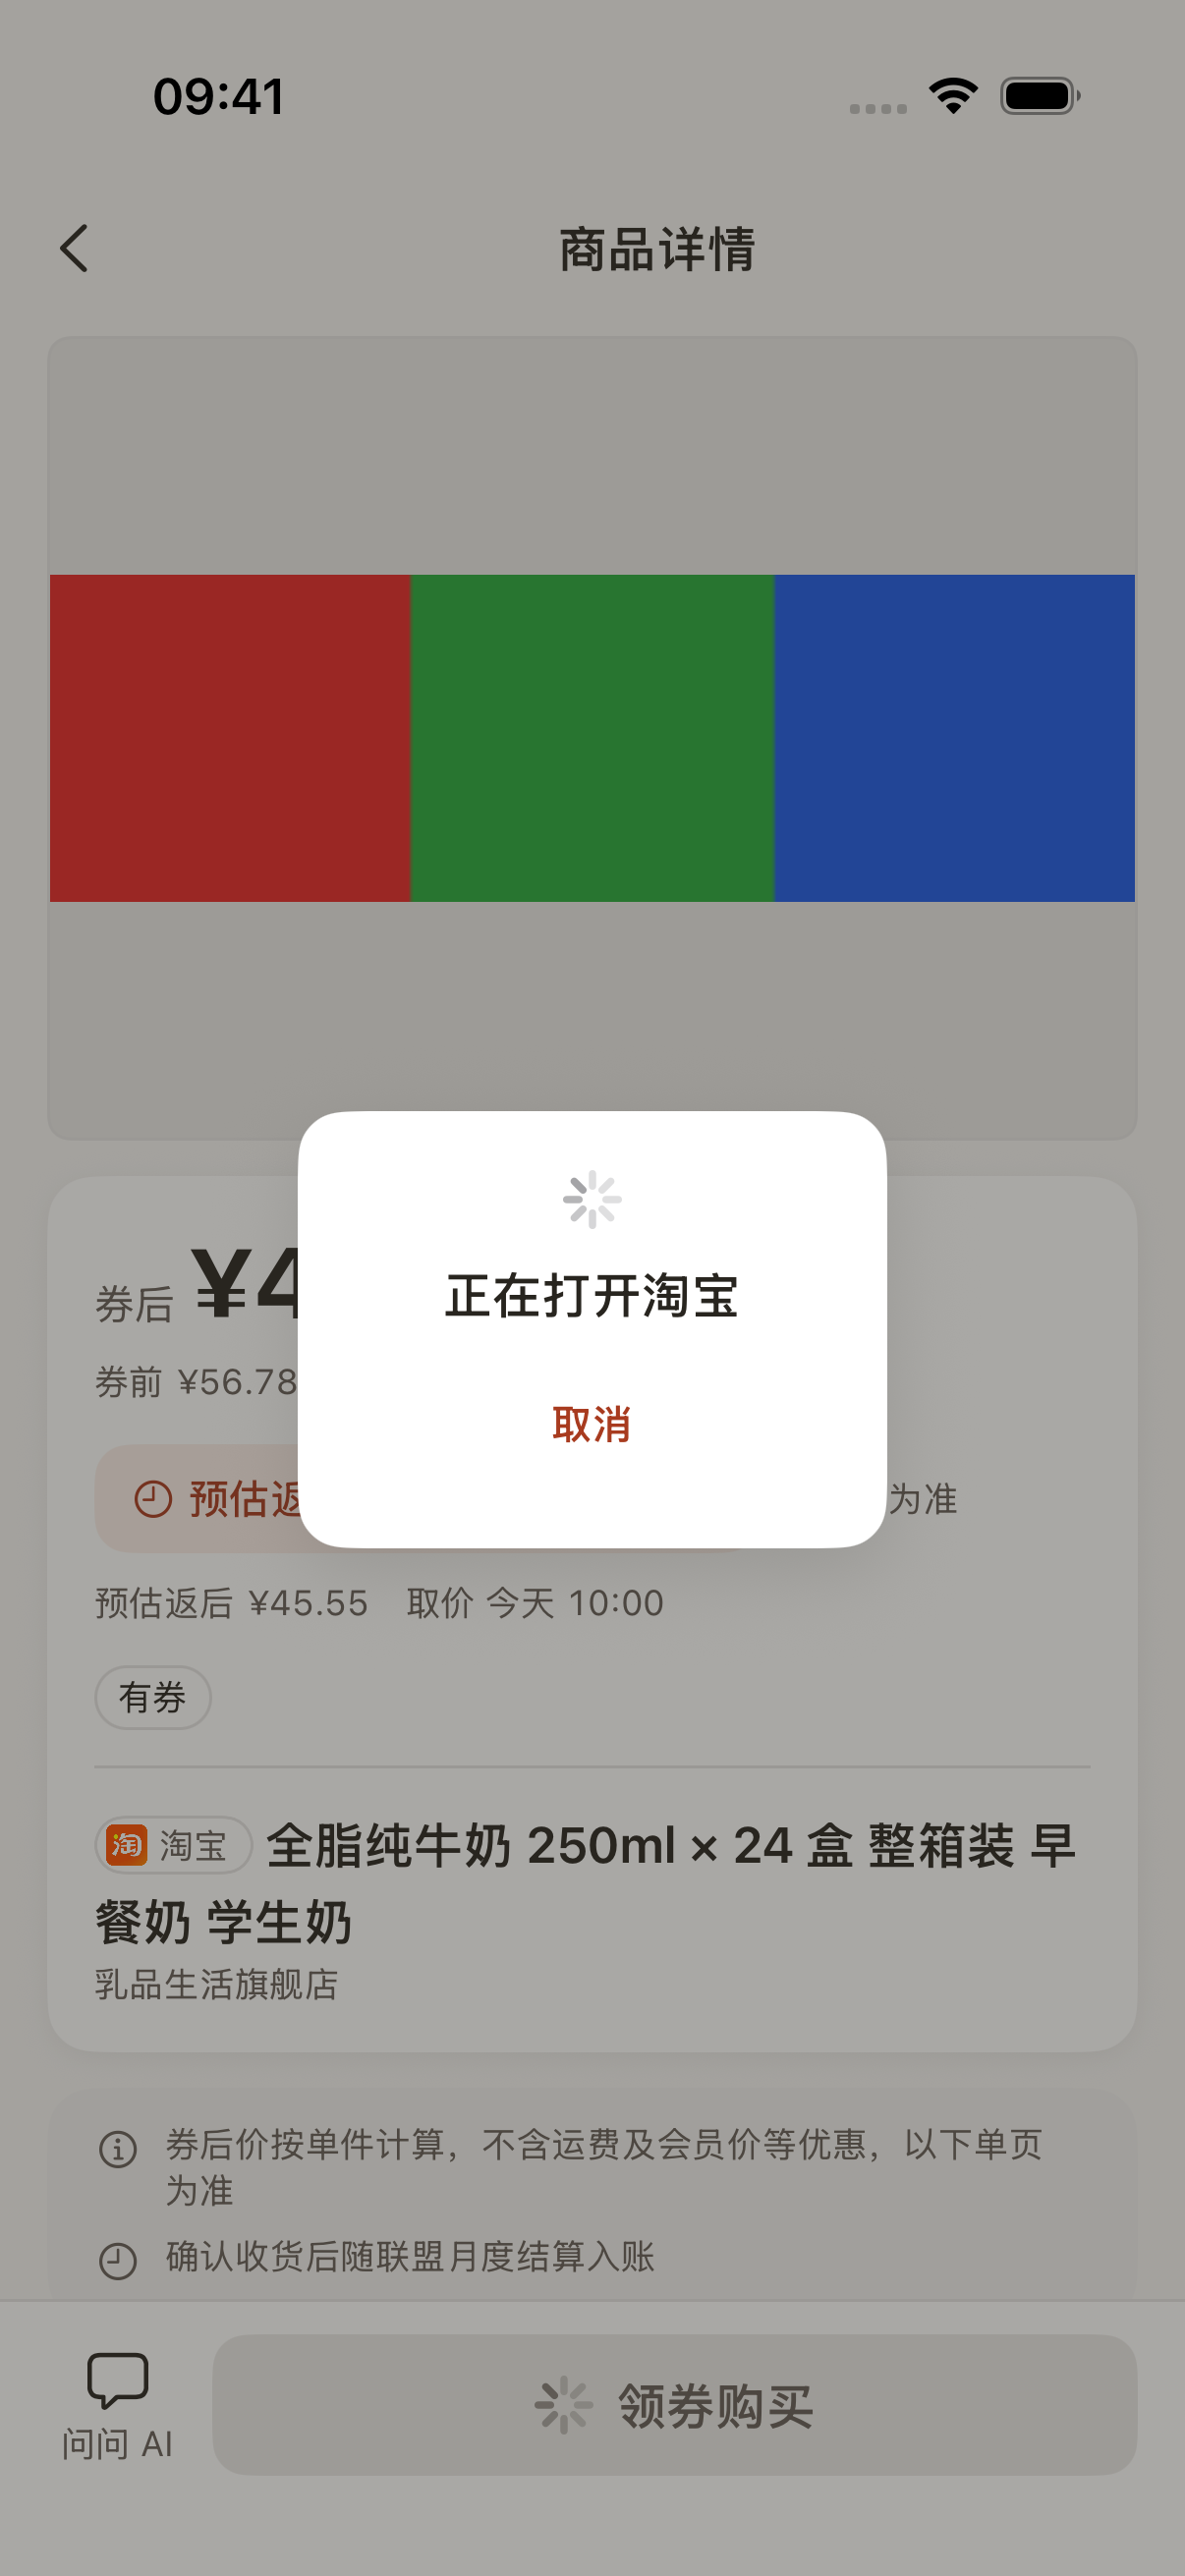 09:41
商品详情
券后 ¥4
券前 ¥56.78
正在打开淘宝
取消
预估返
为准
预估返后 ¥45.55 取价 今天 10:00
有券
淘 淘宝 全脂纯牛奶 250ml × 24 盒 整箱装 早
餐奶 学生奶
乳品生活旗舰店
券后价按单件计算，不含运费及会员价等优惠，以下单页
为准
确认收货后随联盟月度结算入账
领券购买
问问 AI